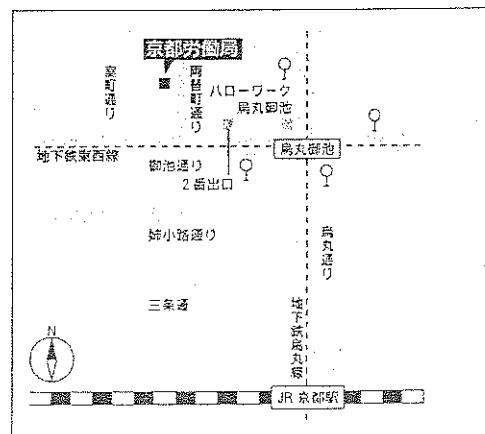 京都労働局
室町通り
両替町通り
ハローワーク
烏丸御池
地下鉄東西線
御池通り
烏丸御池
2番出口
姉小路通り
烏丸通り
三条通
地下鉄烏丸線
N
JR 京都駅